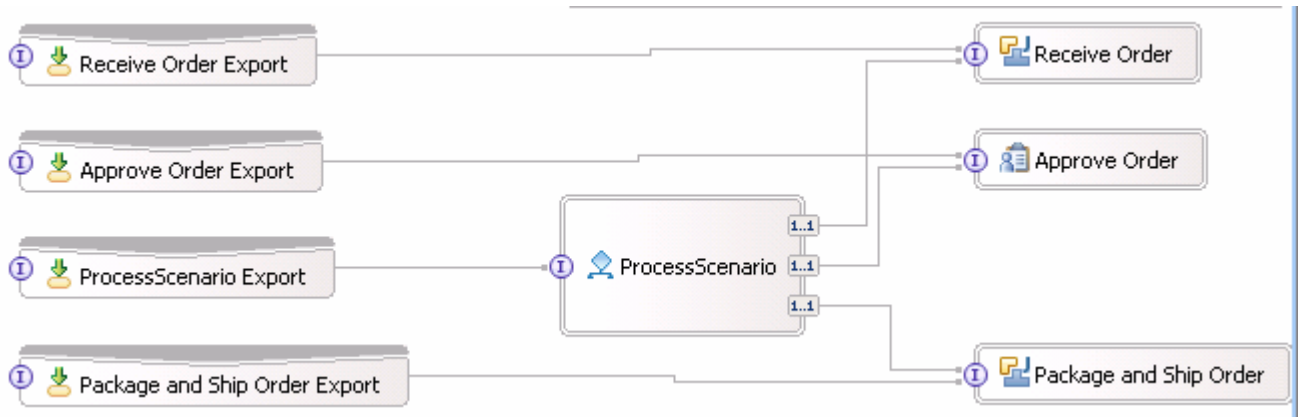 I Receive Order Export
I Receive Order
I Approve Order Export
I Approve Order
1..1
I ProcessScenario Export
I ProcessScenario 1..1
1..1
I Package and Ship Order Export
I Package and Ship Order